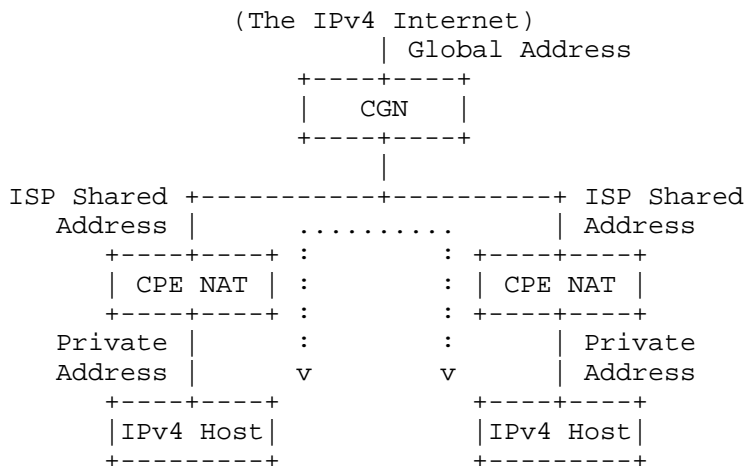 (The IPv4 Internet)
| Global Address
+----+----+
| CGN |
+----+----+
|
ISP Shared +-----------+----------+ ISP Shared
Address | .......... | Address
+----+----+ : : +----+----+
| CPE NAT | : : | CPE NAT |
+----+----+ : : +----+----+
Private | : : | Private
Address | v v | Address
+----+----+ +----+----+
|IPv4 Host| |IPv4 Host|
+---------+ +---------+